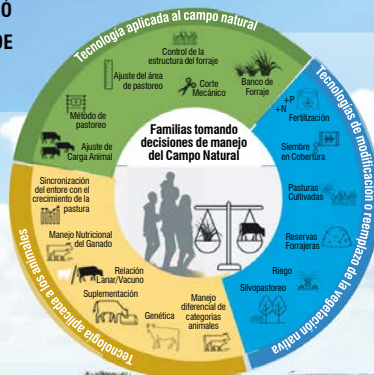 Ó
DE
Tecnología aplicada al campo natural
Control de la
estructura del forraje
Ajuste del área
de pastoreo
Corte
Mecánico
Banco de
Forraje
Método de
pastoreo
Ajuste de
Carga Animal
Familias tomando
decisiones de manejo
del Campo Natural
Tecnologías de modificación o reemplazo de la vegetación nativa
+P
+N
Fertilización
Siembre
en Cobertura
Pasturas
Cultivadas
Reservas
Forrajeras
Riego
Silvopastoreo
Tecnología aplicada a los animales
Sincronización
del entore con el
crecimiento de la
pastura
Manejo Nutricional
del Ganado
Relación
Lanar/Vacuno
Suplementación
Genética
Manejo
diferencial de
categorías
animales